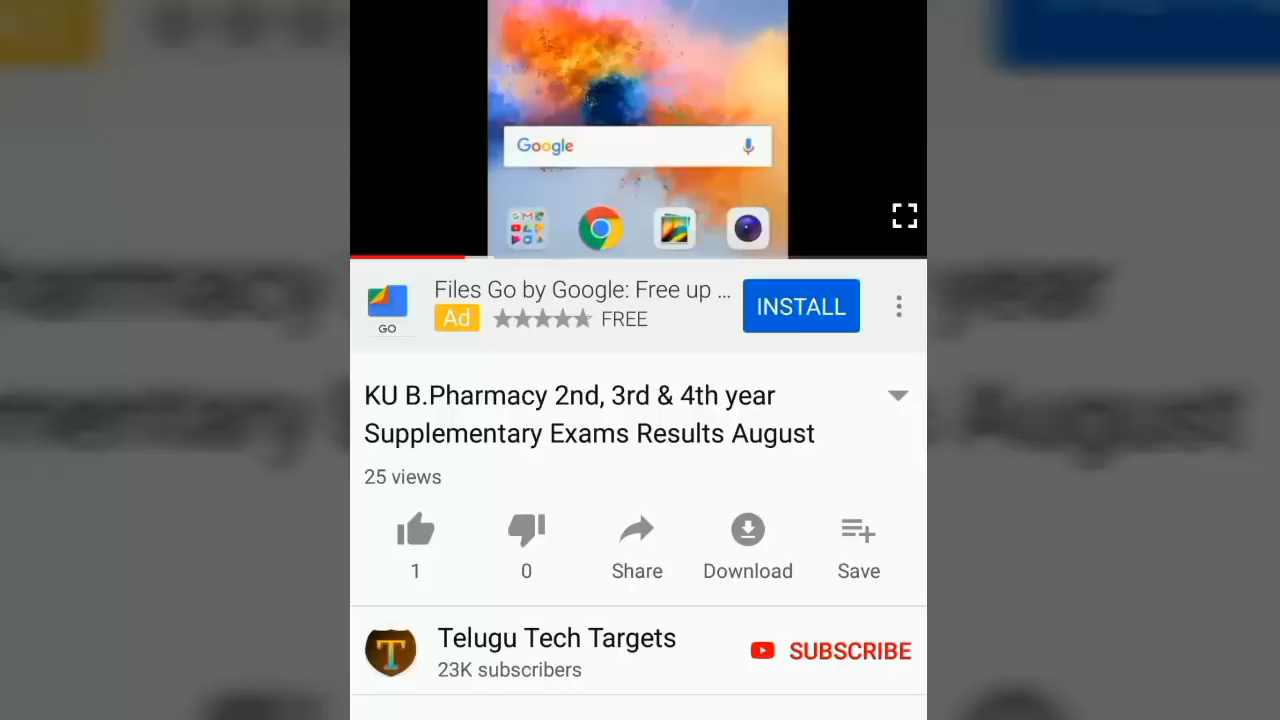 Google
Files Go by Google: Free up ...
GO
Ad
FREE
INSTALL
KU B.Pharmacy 2nd, 3rd & 4th year
Supplementary Exams Results August
25 views
1
0
Share
Download
Save
T
Telugu Tech Targets
23K subscribers
SUBSCRIBE